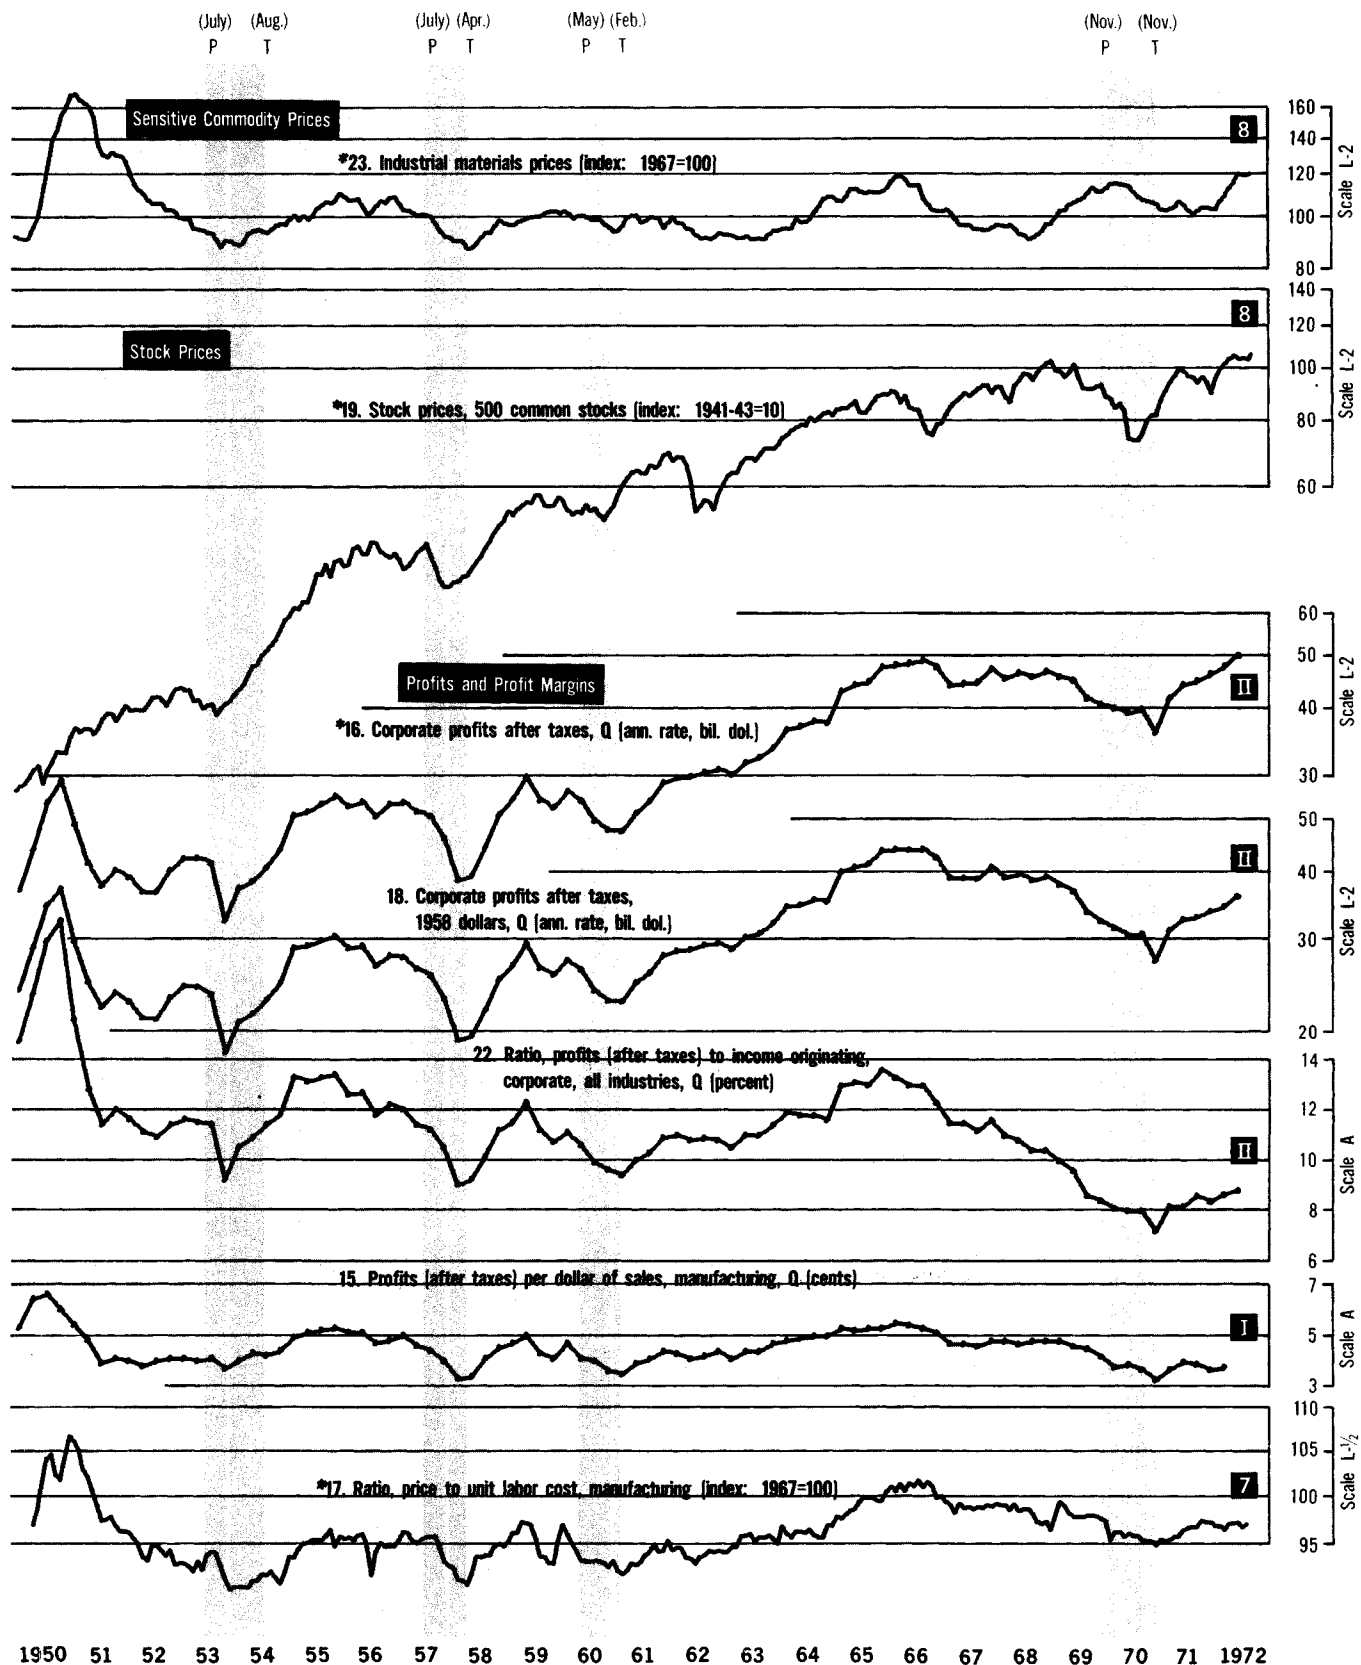 (July) (Aug.) (July) (Apr.) (May) (Feb.) (Nov.) (Nov.)
P T P T P T P T
Sensitive Commodity Prices
*23. Industrial materials prices (index: 1967=100)
8
160
140
120
100
80
Scale L-2
Stock Prices
*19. Stock prices, 500 common stocks (index: 1941-43=10)
8
140
120
100
80
60
Scale L-2
Profits and Profit Margins
*16. Corporate profits after taxes, Q (ann. rate, bil. dol.)
II
60
50
40
30
Scale L-2
18. Corporate profits after taxes,
1958 dollars, Q (ann. rate, bil. dol.)
II
50
40
30
20
Scale L-2
22. Ratio, profits (after taxes) to income originating,
corporate, all industries, Q (percent)
II
14
12
10
8
6
Scale A
15. Profits (after taxes) per dollar of sales, manufacturing, Q (cents)
I
7
5
3
Scale A
*17. Ratio, price to unit labor cost, manufacturing (index: 1967=100)
7
110
105
100
95
Scale L-½
1950 51 52 53 54 55 56 57 58 59 60 61 62 63 64 65 66 67 68 69 70 71 1972